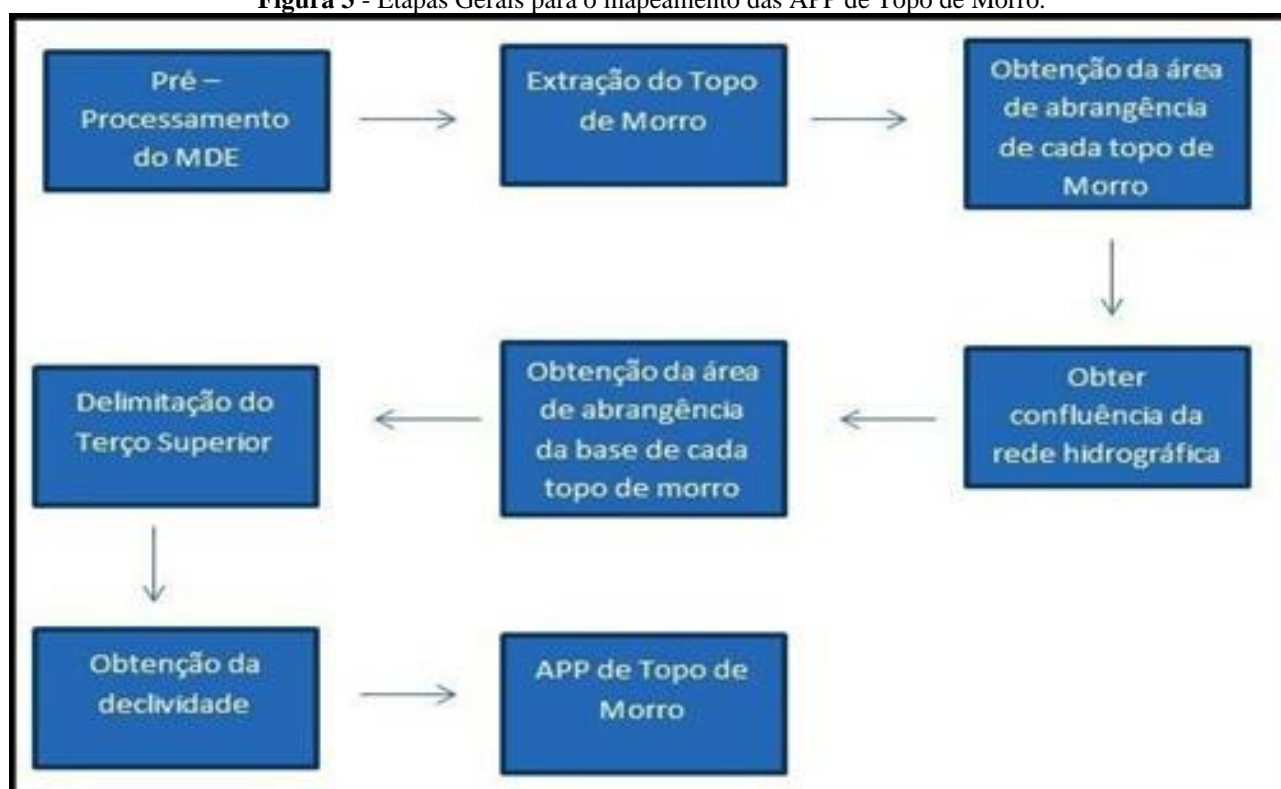 Figura 3 - Etapas Gerais para o mapeamento das APP de Topo de Morro.
Pré –
Processamento
do MDE
Extração do Topo
de Morro
Obtenção da área
de abrangência
de cada topo de
Morro
Obter
confluência da
rede hidrográfica
Obtenção da área
de abrangência
da base de cada
topo de morro
Delimitação do
Terço Superior
Obtenção da
declividade
APP de Topo de
Morro